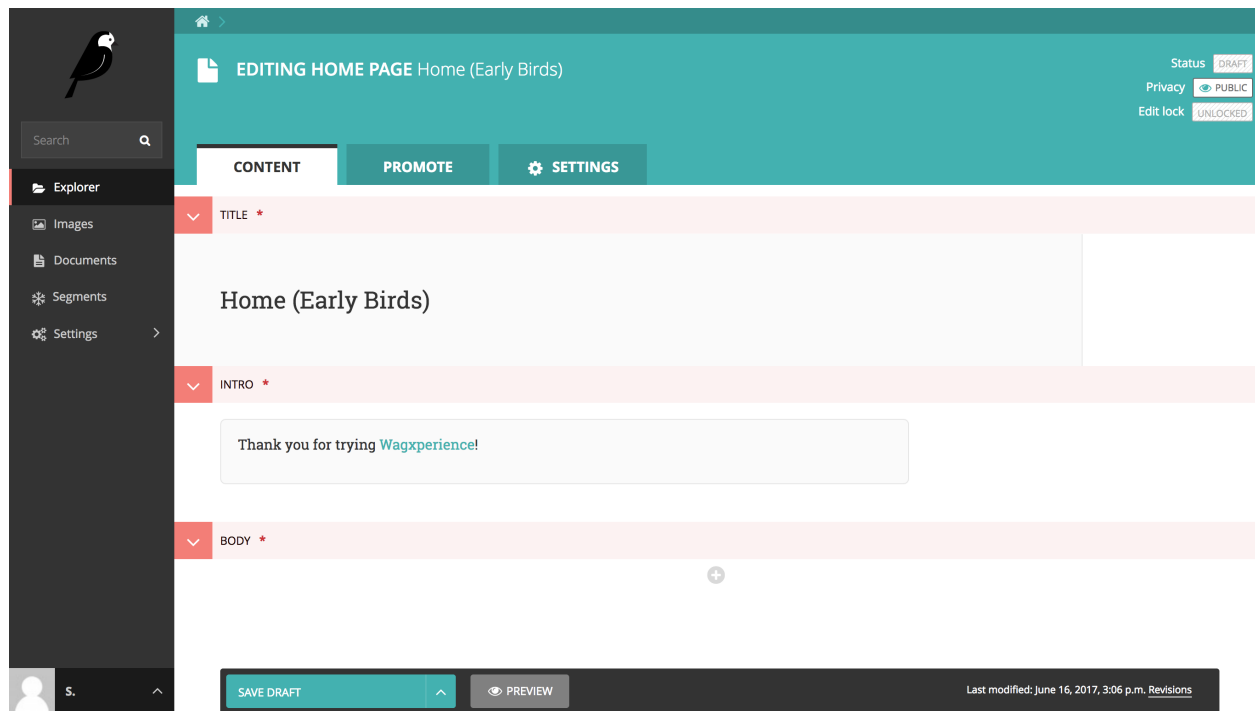 EDITING HOME PAGE Home (Early Birds)
Status DRAFT
Privacy PUBLIC
Edit lock UNLOCKED
Search
Explorer
Images
Documents
Segments
Settings
S.
CONTENT
PROMOTE
SETTINGS
TITLE *
Home (Early Birds)
INTRO *
Thank you for trying Wagxperience!
BODY *
SAVE DRAFT
PREVIEW
Last modified: June 16, 2017, 3:06 p.m. Revisions